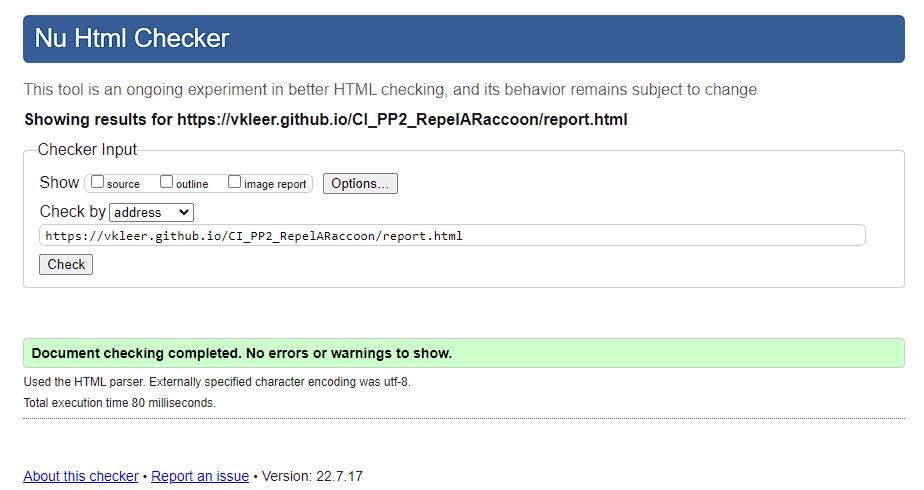 Nu Html Checker
This tool is an ongoing experiment in better HTML checking, and its behavior remains subject to change
Showing results for https://vkleer.github.io/CI_PP2_RepelARaccoon/report.html
Checker Input
Show source outline image report Options...
Check by address
https://vkleer.github.io/CI_PP2_RepelARaccoon/report.html
Check
Document checking completed. No errors or warnings to show.
Used the HTML parser. Externally specified character encoding was utf-8.
Total execution time 80 milliseconds.
About this checker • Report an issue • Version: 22.7.17